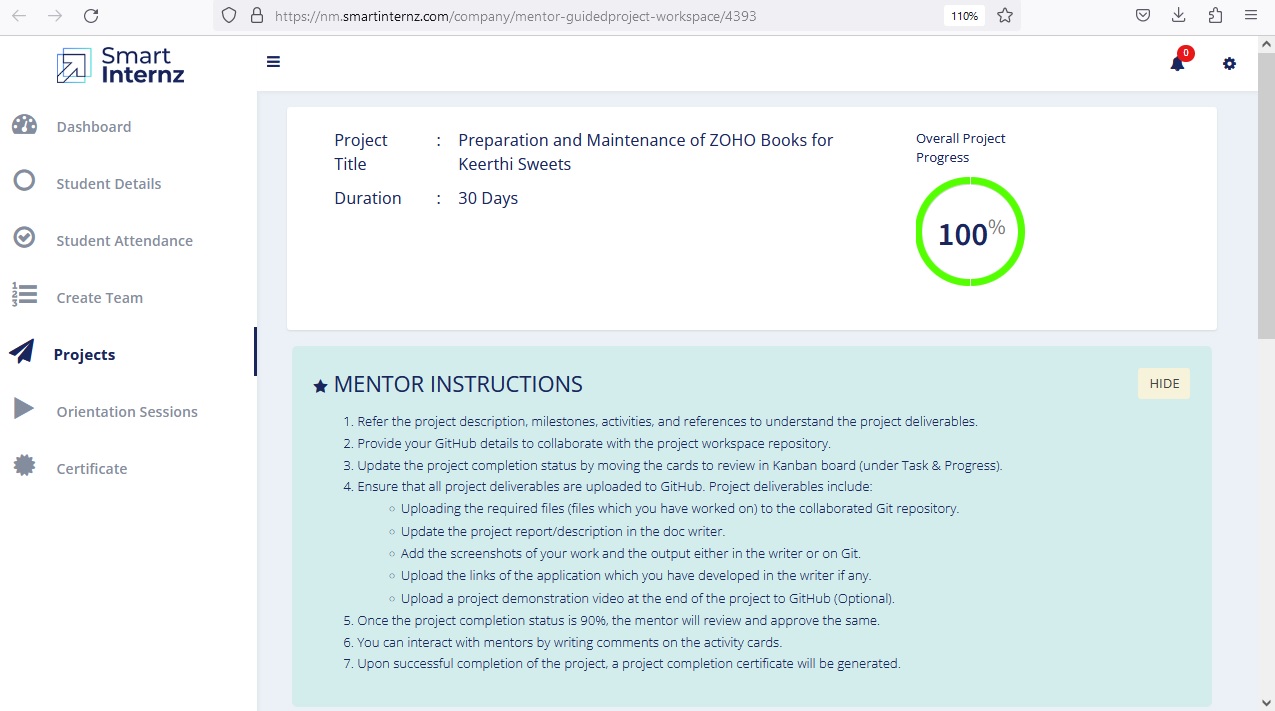 https://nm.smartinternz.com/company/mentor-guidedproject-workspace/4393
110%
Smart
Internz
0
Dashboard
Student Details
Student Attendance
Create Team
Projects
Orientation Sessions
Certificate
Project Title : Preparation and Maintenance of ZOHO Books for Keerthi Sweets
Duration : 30 Days
Overall Project
Progress
100%
MENTOR INSTRUCTIONS
HIDE
1. Refer the project description, milestones, activities, and references to understand the project deliverables.
2. Provide your GitHub details to collaborate with the project workspace repository.
3. Update the project completion status by moving the cards to review in Kanban board (under Task & Progress).
4. Ensure that all project deliverables are uploaded to GitHub. Project deliverables include:
○ Uploading the required files (files which you have worked on) to the collaborated Git repository.
○ Update the project report/description in the doc writer.
○ Add the screenshots of your work and the output either in the writer or on Git.
○ Upload the links of the application which you have developed in the writer if any.
○ Upload a project demonstration video at the end of the project to GitHub (Optional).
5. Once the project completion status is 90%, the mentor will review and approve the same.
6. You can interact with mentors by writing comments on the activity cards.
7. Upon successful completion of the project, a project completion certificate will be generated.